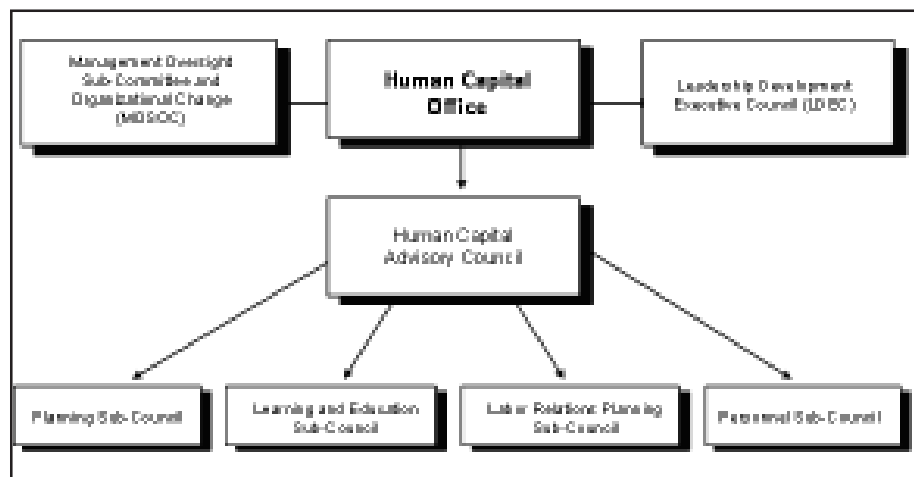 Management Oversight
Sub-Committee and
Organizational Change
(MOSOC)
Human Capital
Office
Leadership Development
Executive Council (LDEC)
Human Capital
Advisory Council
Planning Sub-Council
Learning and Education
Sub-Council
Labor Relations Planning
Sub-Council
Personnel Sub-Council